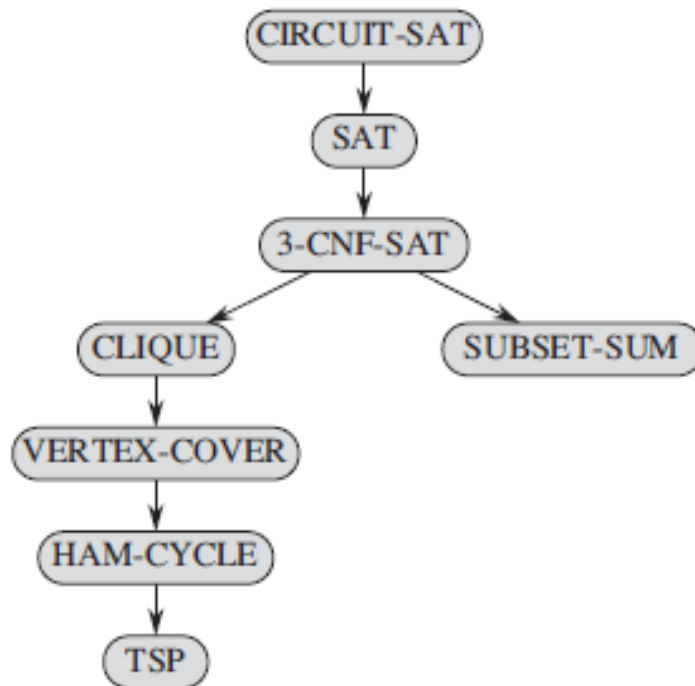 CIRCUIT-SAT
SAT
3-CNF-SAT
CLIQUE
SUBSET-SUM
VERTEX-COVER
HAM-CYCLE
TSP